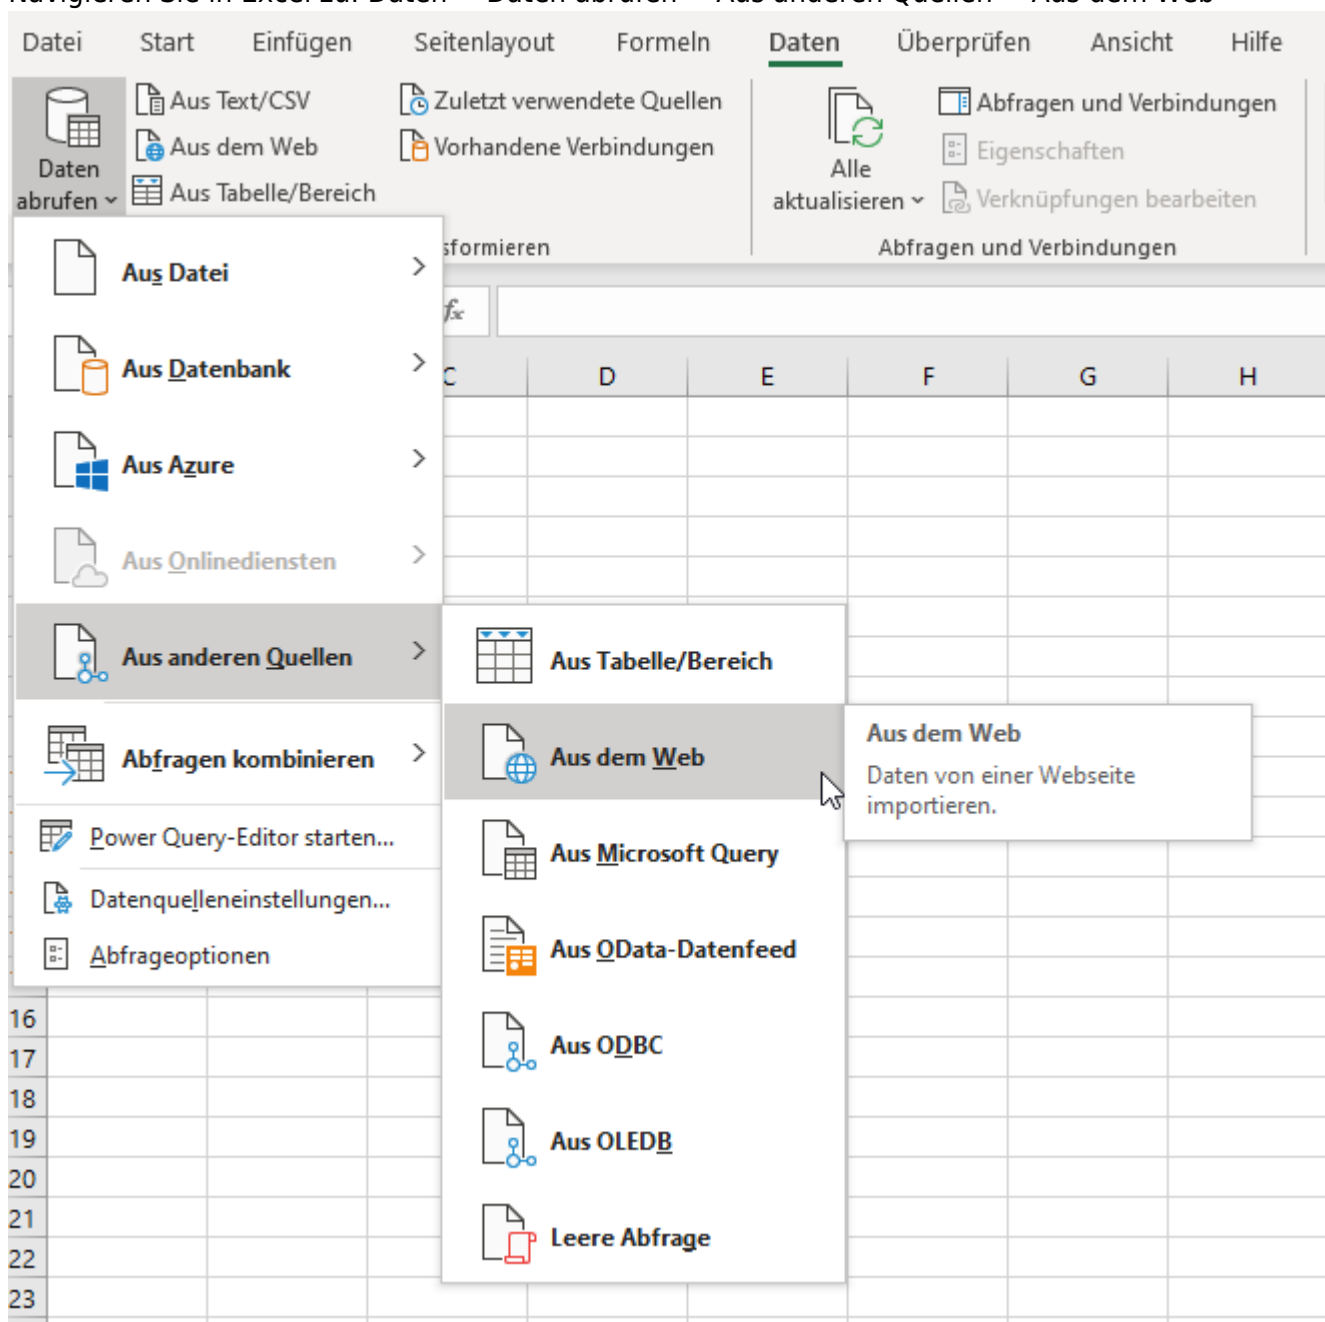 Datei Start Einfügen Seitenlayout Formeln Daten Überprüfen Ansicht Hilfe
Daten abrufen
Aus Text/CSV
Aus dem Web
Aus Tabelle/Bereich
Zuletzt verwendete Quellen
Vorhandene Verbindungen
Alle
aktualisieren
Abfragen und Verbindungen
Eigenschaften
Verknüpfungen bearbeiten
sformieren
Abfragen und Verbindungen
fx
C D E F G H
Aus Datei
Aus Datenbank
Aus Azure
Aus Onlinediensten
Aus anderen Quellen
Abfragen kombinieren
Power Query-Editor starten...
Datenquelleneinstellungen...
Abfrageoptionen
Aus Tabelle/Bereich
Aus dem Web
Aus Microsoft Query
Aus OData-Datenfeed
Aus ODBC
Aus OLEDB
Leere Abfrage
Aus dem Web
Daten von einer Webseite
importieren.
16
17
18
19
20
21
22
23